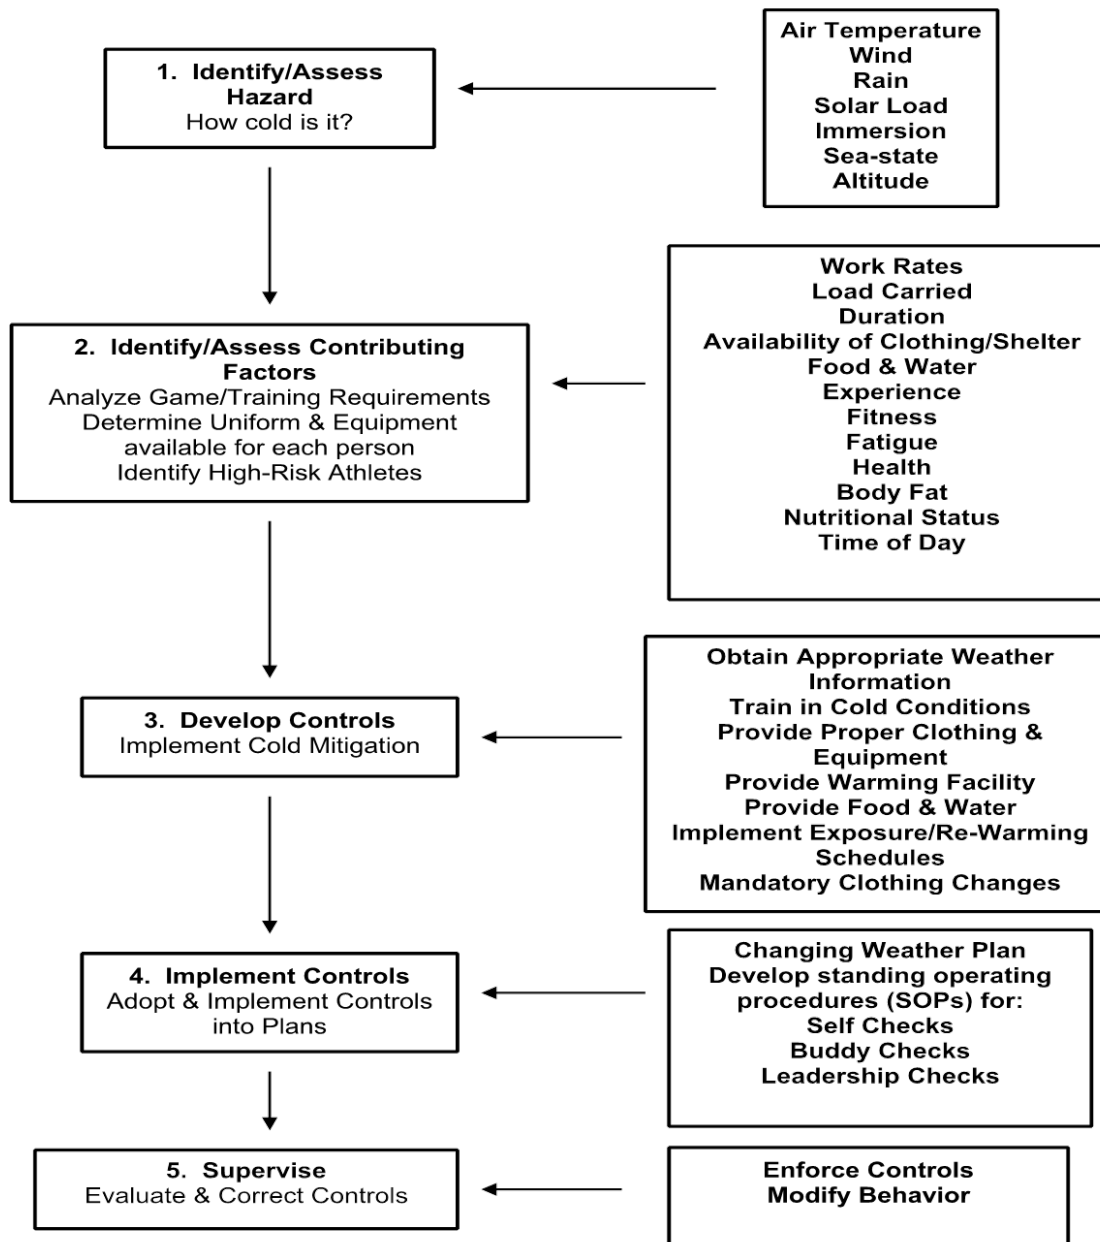 1. Identify/Assess
Hazard
How cold is it?
Air Temperature
Wind
Rain
Solar Load
Immersion
Sea-state
Altitude
2. Identify/Assess Contributing
Factors
Analyze Game/Training Requirements
Determine Uniform & Equipment
available for each person
Identify High-Risk Athletes
Work Rates
Load Carried
Duration
Availability of Clothing/Shelter
Food & Water
Experience
Fitness
Fatigue
Health
Body Fat
Nutritional Status
Time of Day
3. Develop Controls
Implement Cold Mitigation
Obtain Appropriate Weather
Information
Train in Cold Conditions
Provide Proper Clothing &
Equipment
Provide Warming Facility
Provide Food & Water
Implement Exposure/Re-Warming
Schedules
Mandatory Clothing Changes
4. Implement Controls
Adopt & Implement Controls
into Plans
Changing Weather Plan
Develop standing operating
procedures (SOPs) for:
Self Checks
Buddy Checks
Leadership Checks
5. Supervise
Evaluate & Correct Controls
Enforce Controls
Modify Behavior